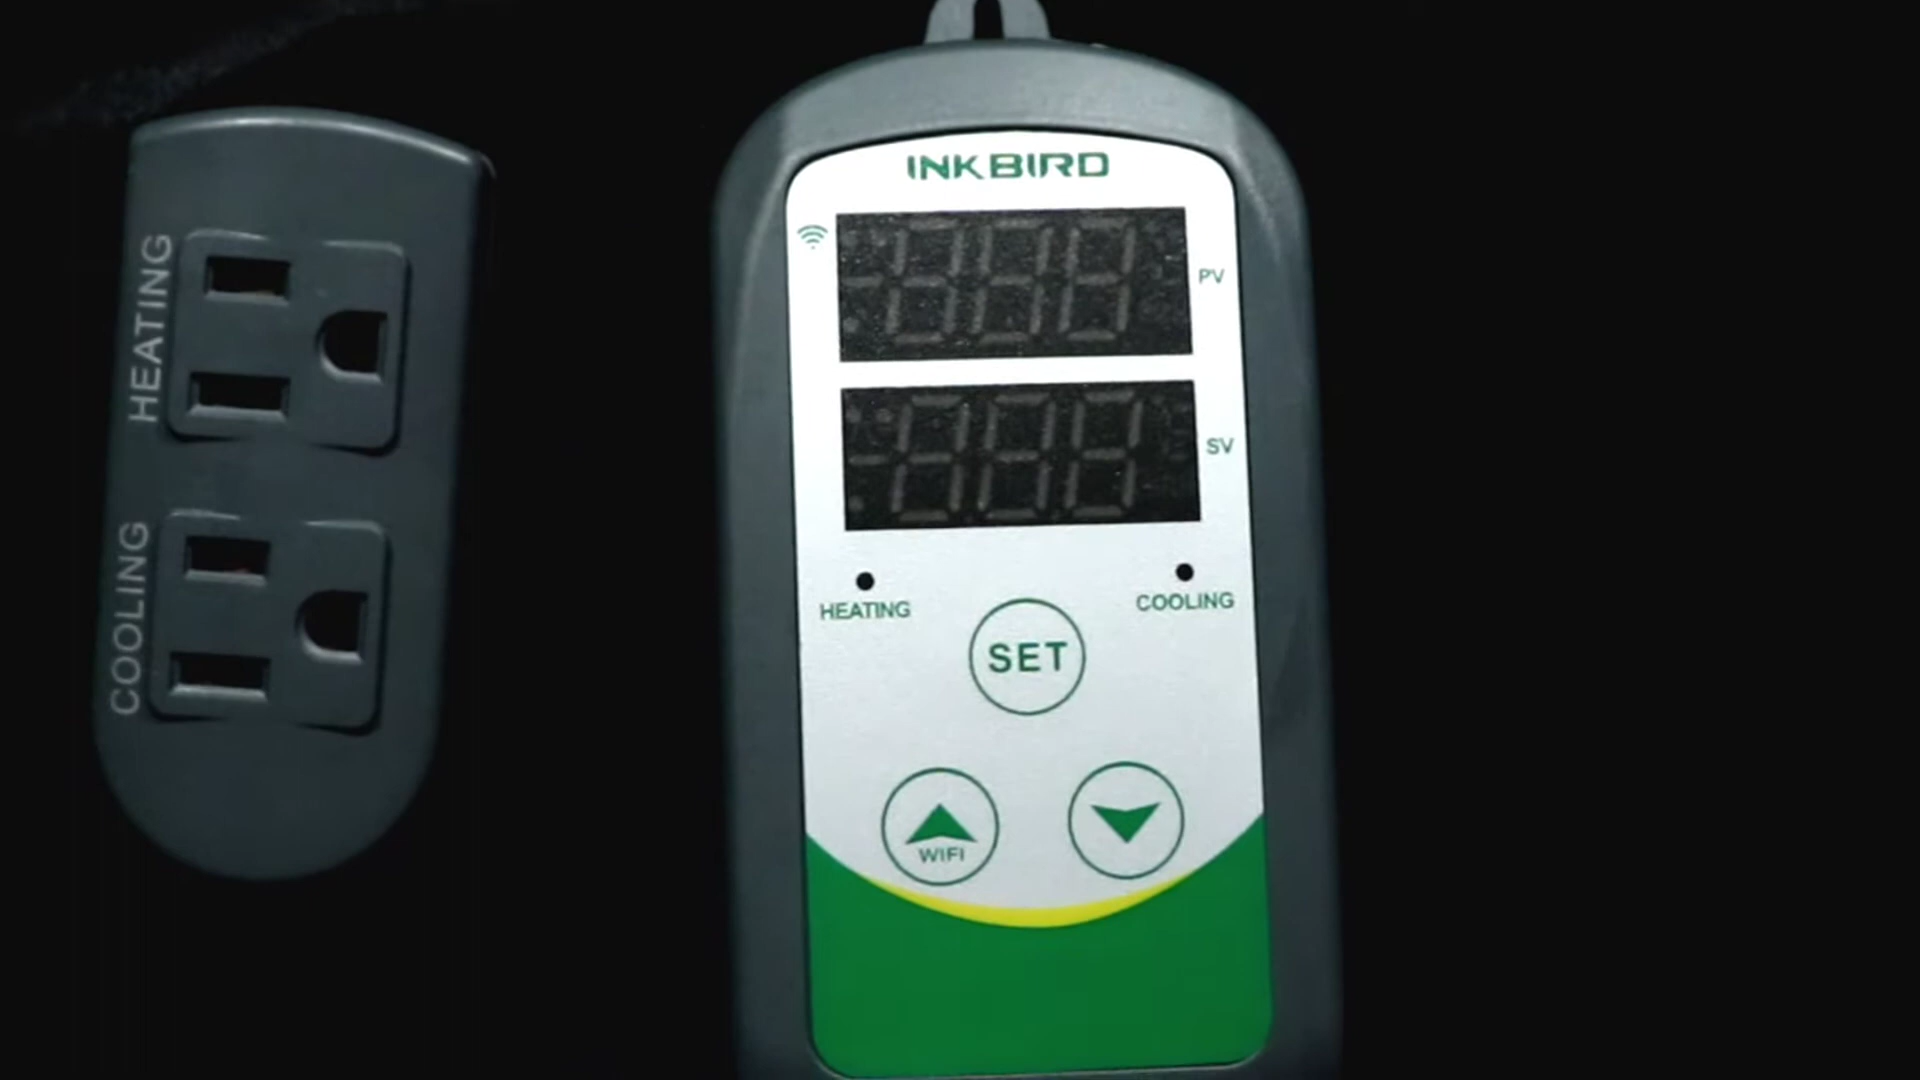 HEATING
COOLING
INKBIRD
PV
SV
HEATING
COOLING
SET
WIFI